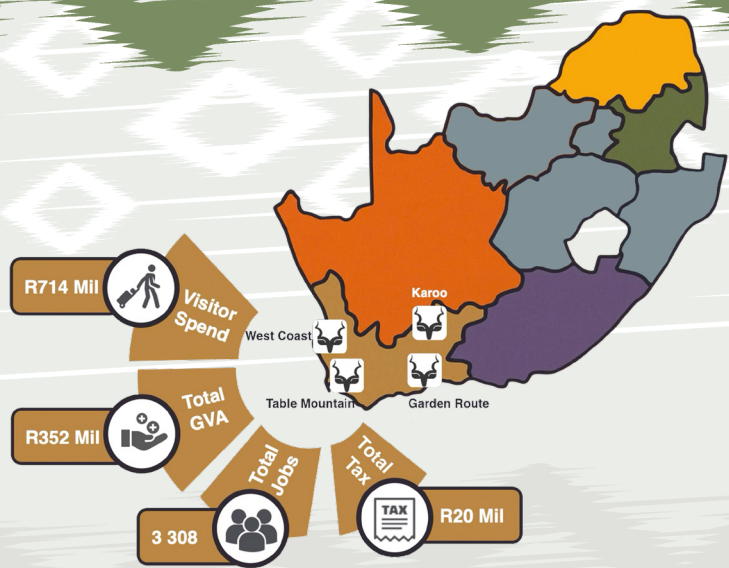 Karoo
West Coast
Table Mountain
Garden Route
R714 Mil
Visitor
Spend
R352 Mil
Total
GVA
3 308
Total
Jobs
Total
Tax
TAX
R20 Mil